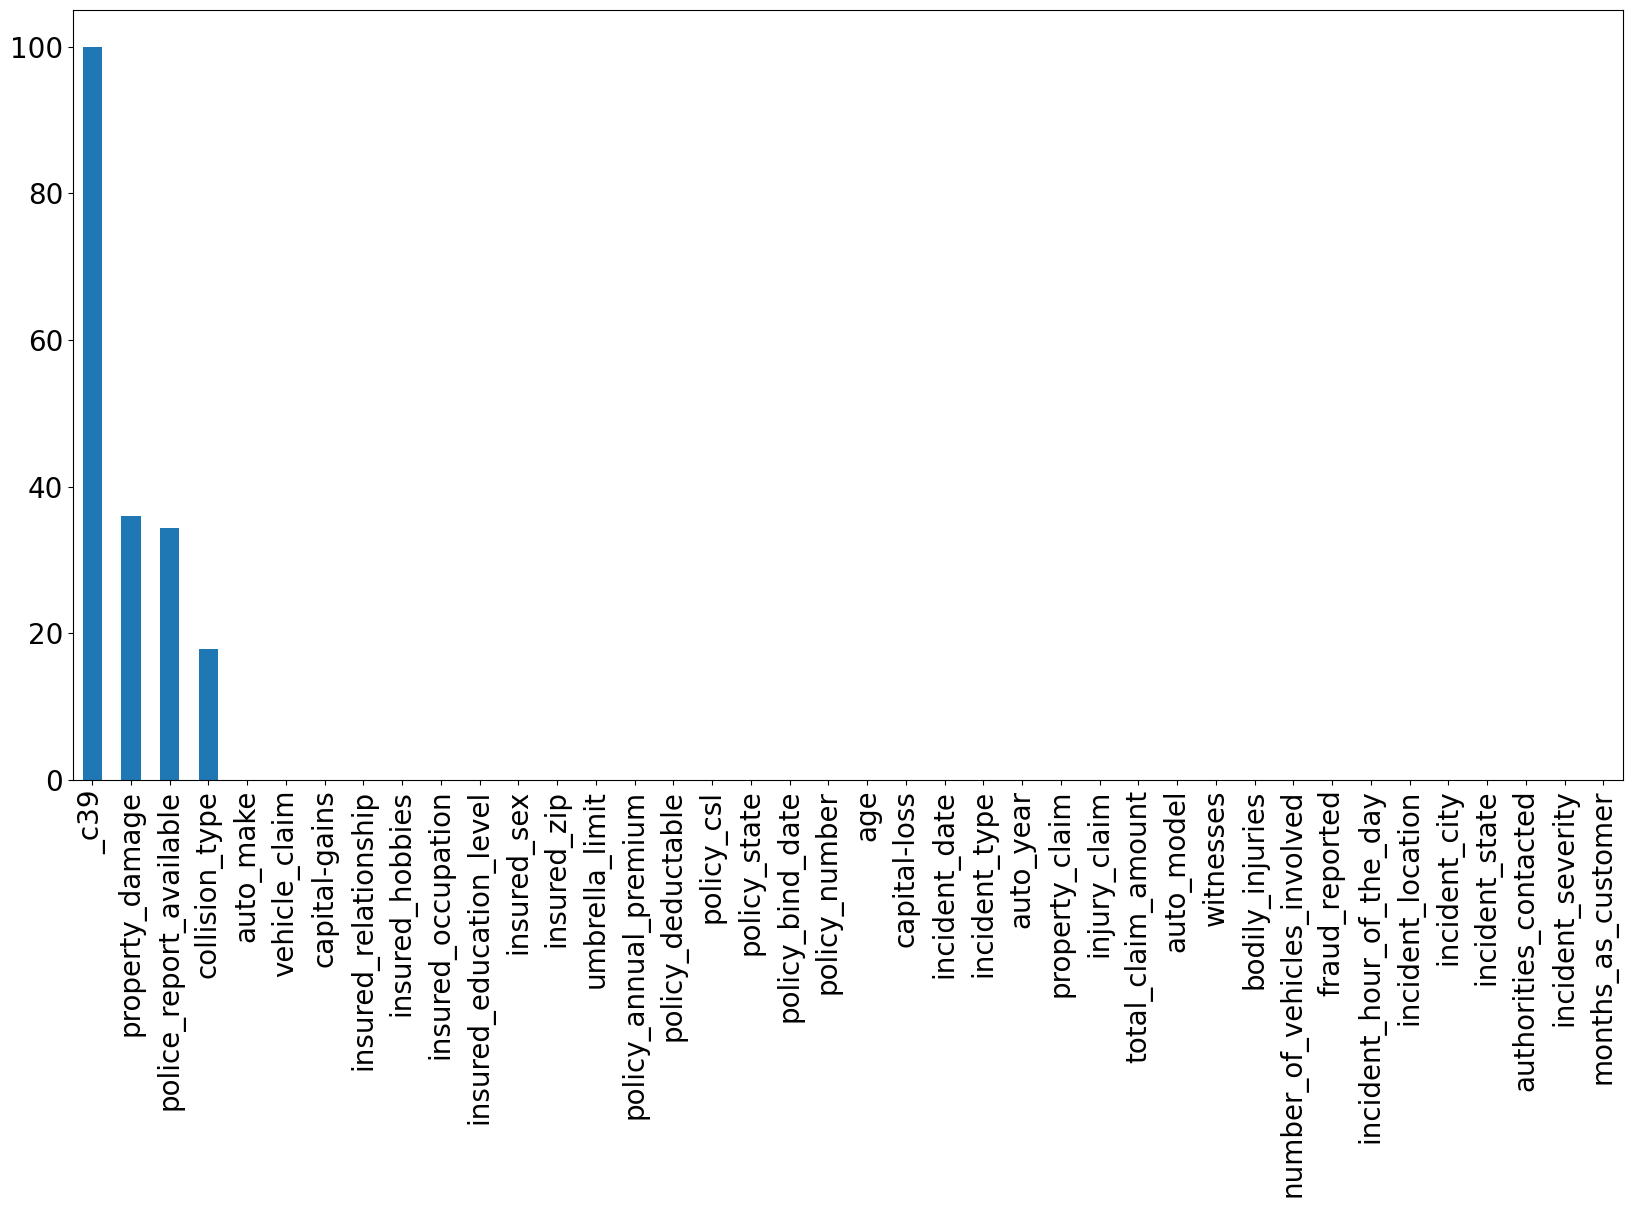 100
80
60
40
20
0
_c39
property_damage
police_report_available
collision_type
auto_make
vehicle_claim
capital-gains
insured_relationship
insured_hobbies
insured_occupation
insured_education_level
insured_sex
insured_zip
umbrella_limit
policy_annual_premium
policy_deductable
policy_csl
policy_state
policy_bind_date
policy_number
age
capital-loss
incident_date
incident_type
auto_year
property_claim
injury_claim
total_claim_amount
auto_model
witnesses
bodily_injuries
number_of_vehicles_involved
fraud_reported
incident_hour_of_the_day
incident_location
incident_city
incident_state
authorities_contacted
incident_severity
months_as_customer